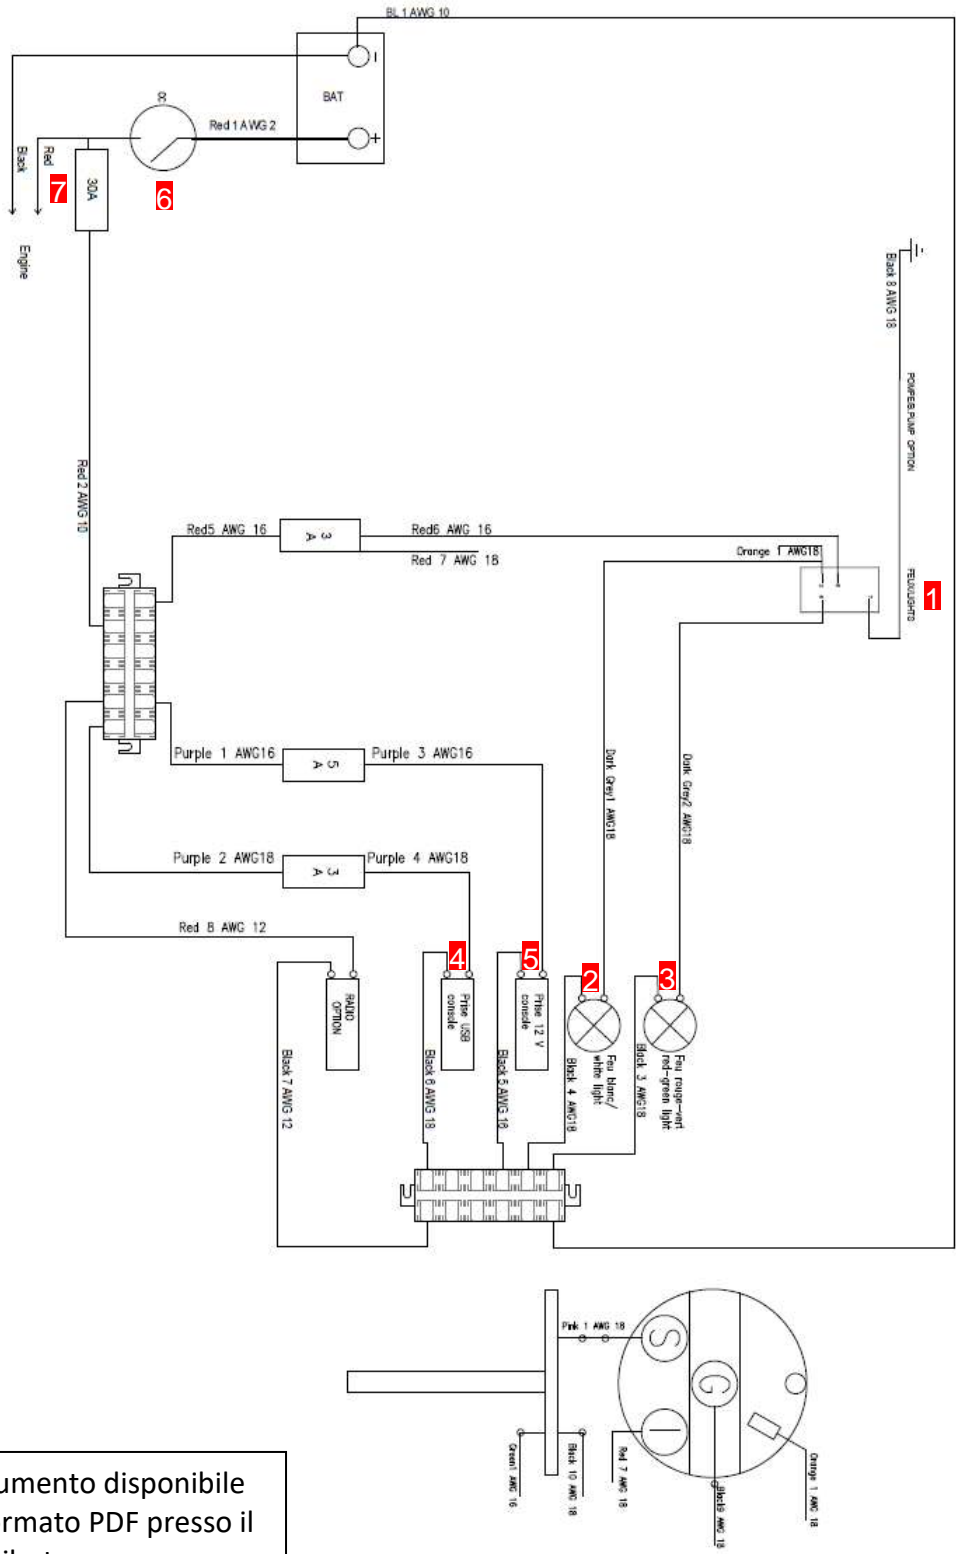 BL 1 AWG 10
BAT
-
+
Red 1 AWG 2
Black
Red
7
30A
6
Engine
Black 8 AWG 18
POMPE/B.PUMP OPTION
FEUX/LIGHTS
1
Red 2 AWG 10
Red5 AWG 16
3 A
Red6 AWG 16
Red 7 AWG 18
Orange 1 AWG18
Purple 1 AWG16
5 A
Purple 3 AWG16
Dark Grey1 AWG18
Dark Grey2 AWG18
Purple 2 AWG18
3 A
Purple 4 AWG18
Red 8 AWG 12
4
5
2
3
RADIO
OPTION
Prise USB
console
Prise 12 V
console
Feu blanc/
white light
Feu rouge-vert
red-green light
Black 7 AWG 12
Black 6 AWG 18
Black 5 AWG 16
Black 4 AWG18
Black 3 AWG18
Pink 1 AWG 18
S
G
I
Green1 AWG 16
Black 10 AWG 18
Red 7 AWG 18
Black9 AWG 18
Orange 1 AWG 18
umento disponibile
ormato PDF presso il